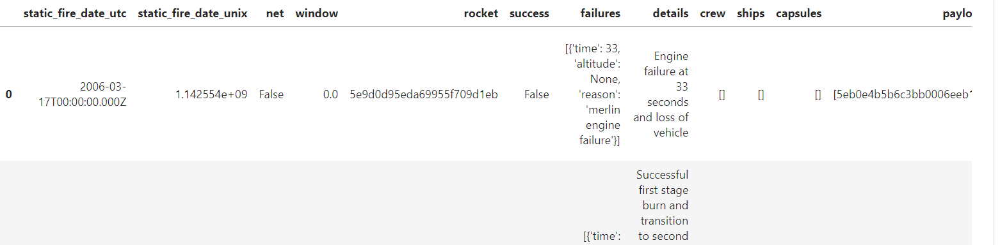 static_fire_date_utc static_fire_date_unix net window rocket success failures details crew ships capsules paylo
[{'time': 33,
'altitude':
None,
'reason':
'merlin
engine
failure'}]
Engine
failure at
33
seconds
and loss of
vehicle
0 2006-03-
17T00:00:00.000Z
1.142554e+09 False 0.0 5e9d0d95eda69955f709d1eb False [] [] [] [5eb0e4b5b6c3bb0006eeb1
Successful
first stage
burn and
transition
to second
[{'time':